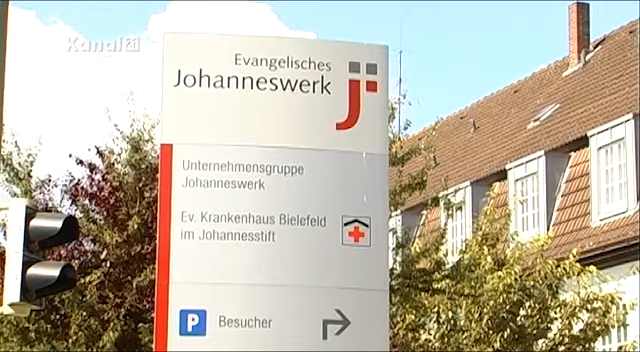 Kanal 21
Evangelisches
Johanneswerk
Unternehmensgruppe
Johanneswerk
Ev. Krankenhaus Bielefeld
im Johannesstift
P Besucher